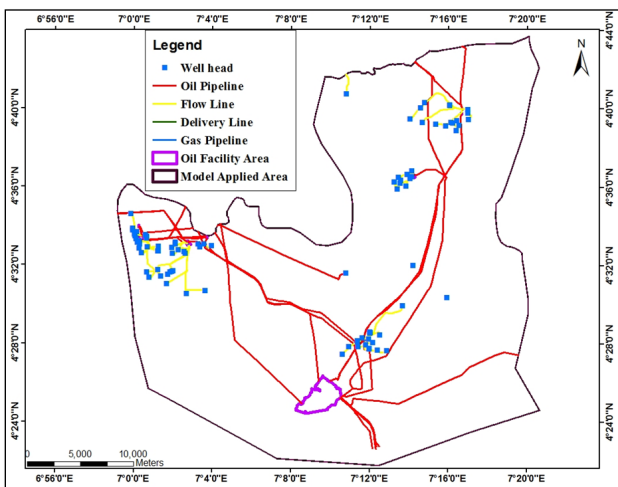 6°56'0"E 7°0'0"E 7°4'0"E 7°8'0"E 7°12'0"E 7°16'0"E 7°20'0"E
4°44'0"N
N
Legend
Well head
Oil Pipeline
Flow Line
Delivery Line
Gas Pipeline
Oil Facility Area
Model Applied Area
4°40'0"N 4°40'0"N
4°36'0"N 4°36'0"N
4°32'0"N 4°32'0"N
4°28'0"N 4°28'0"N
4°24'0"N 4°24'0"N
0 5,000 10,000
Meters
6°56'0"E 7°0'0"E 7°4'0"E 7°8'0"E 7°12'0"E 7°16'0"E 7°20'0"E